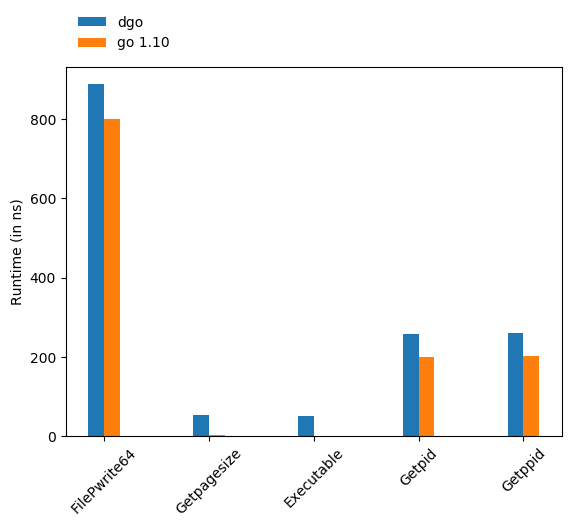 dgo
go 1.10
Runtime (in ns)
800
600
400
200
0
FilePwrite64
Getpagesize
Executable
Getpid
Getppid